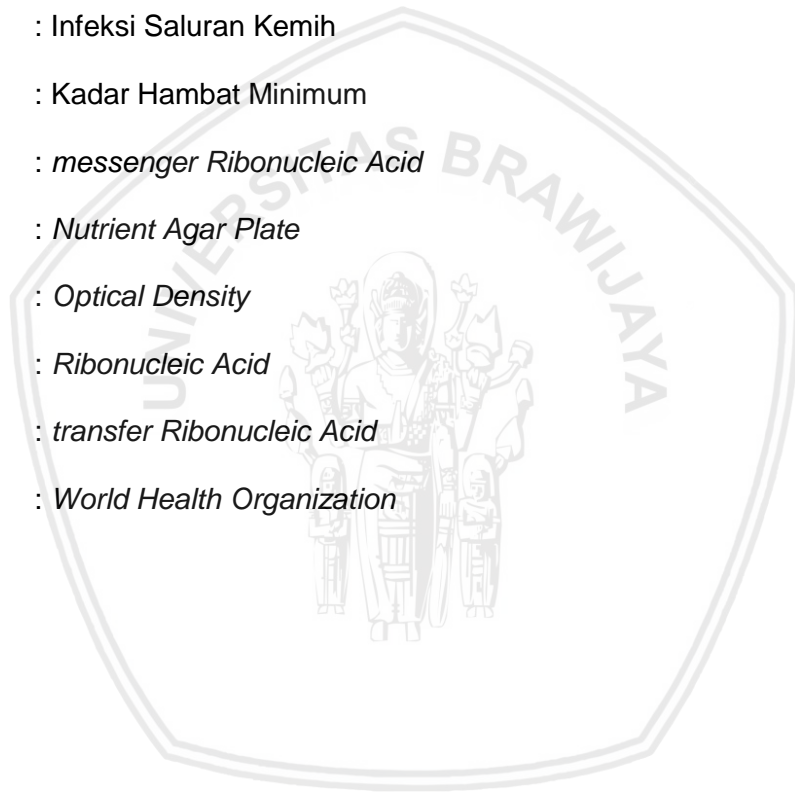 : Infeksi Saluran Kemih
: Kadar Hambat Minimum
: messenger Ribonucleic Acid
: Nutrient Agar Plate
: Optical Density
: Ribonucleic Acid
: transfer Ribonucleic Acid
: World Health Organization
UNIVERSITAS BRAWIJAYA